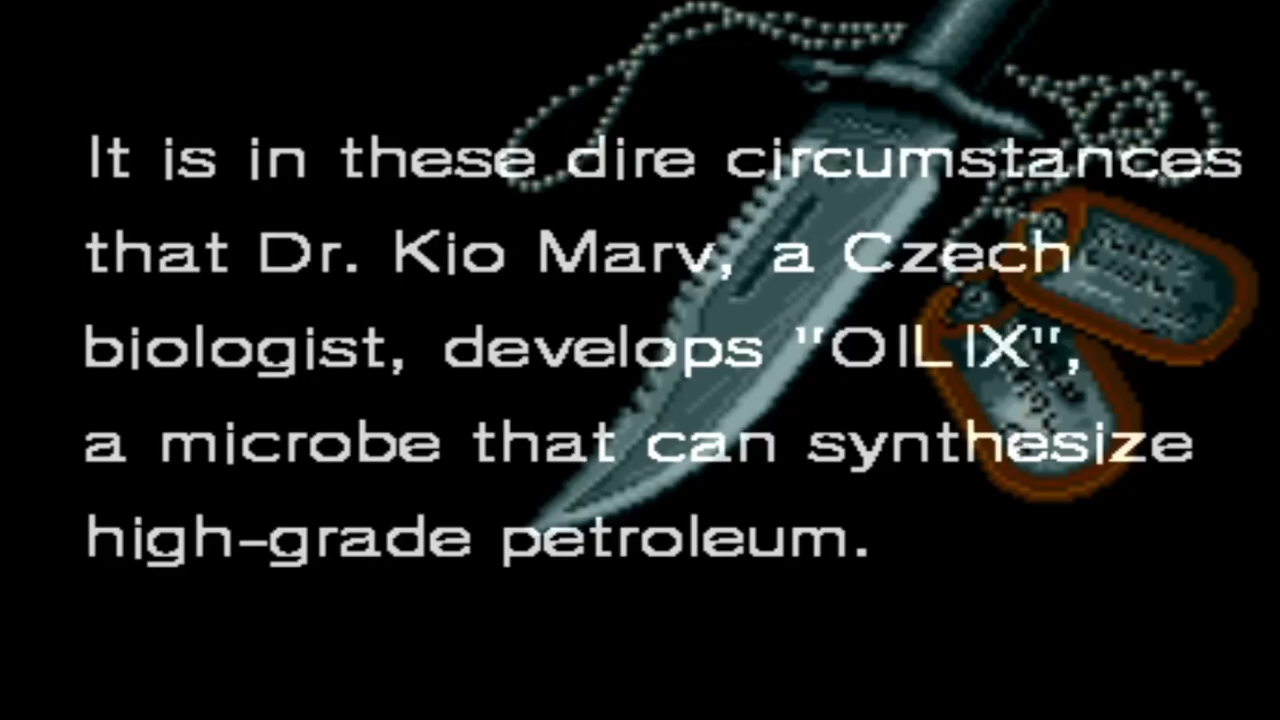 It is in these dire circumstances
that Dr. Kio Marv, a Czech
biologist, develops "OILIX",
a microbe that can synthesize
high-grade petroleum.